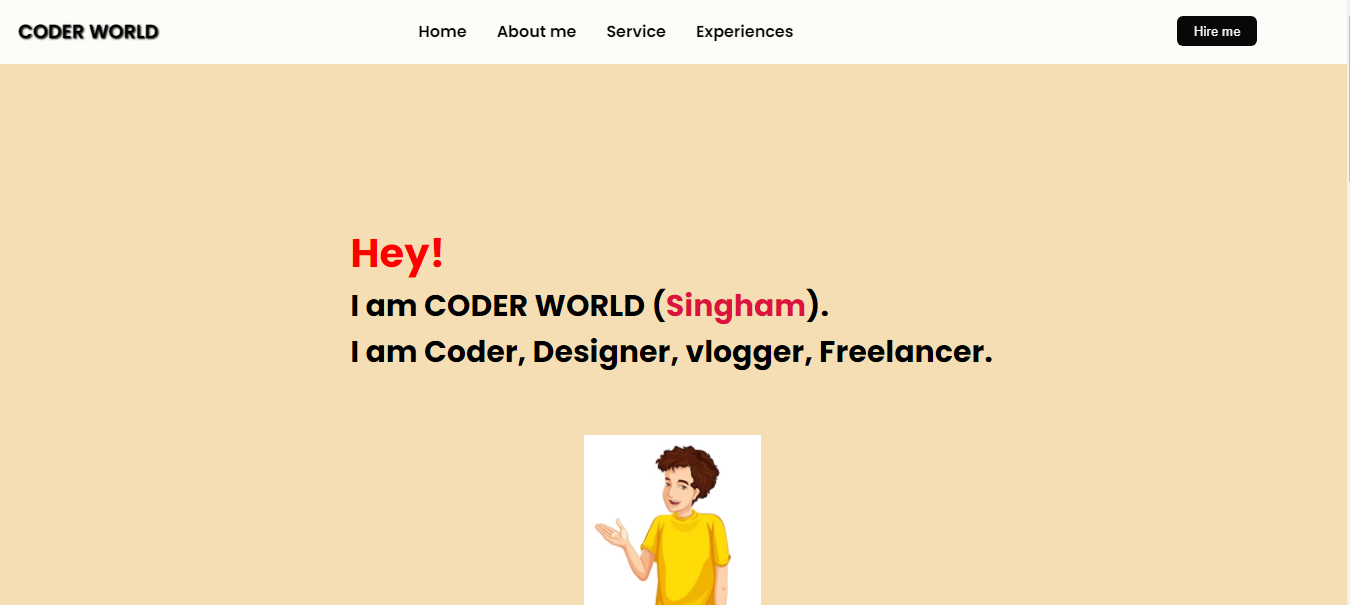 CODER WORLD
Home About me Service Experiences
Hire me
Hey!
I am CODER WORLD (Singham).
I am Coder, Designer, vlogger, Freelancer.